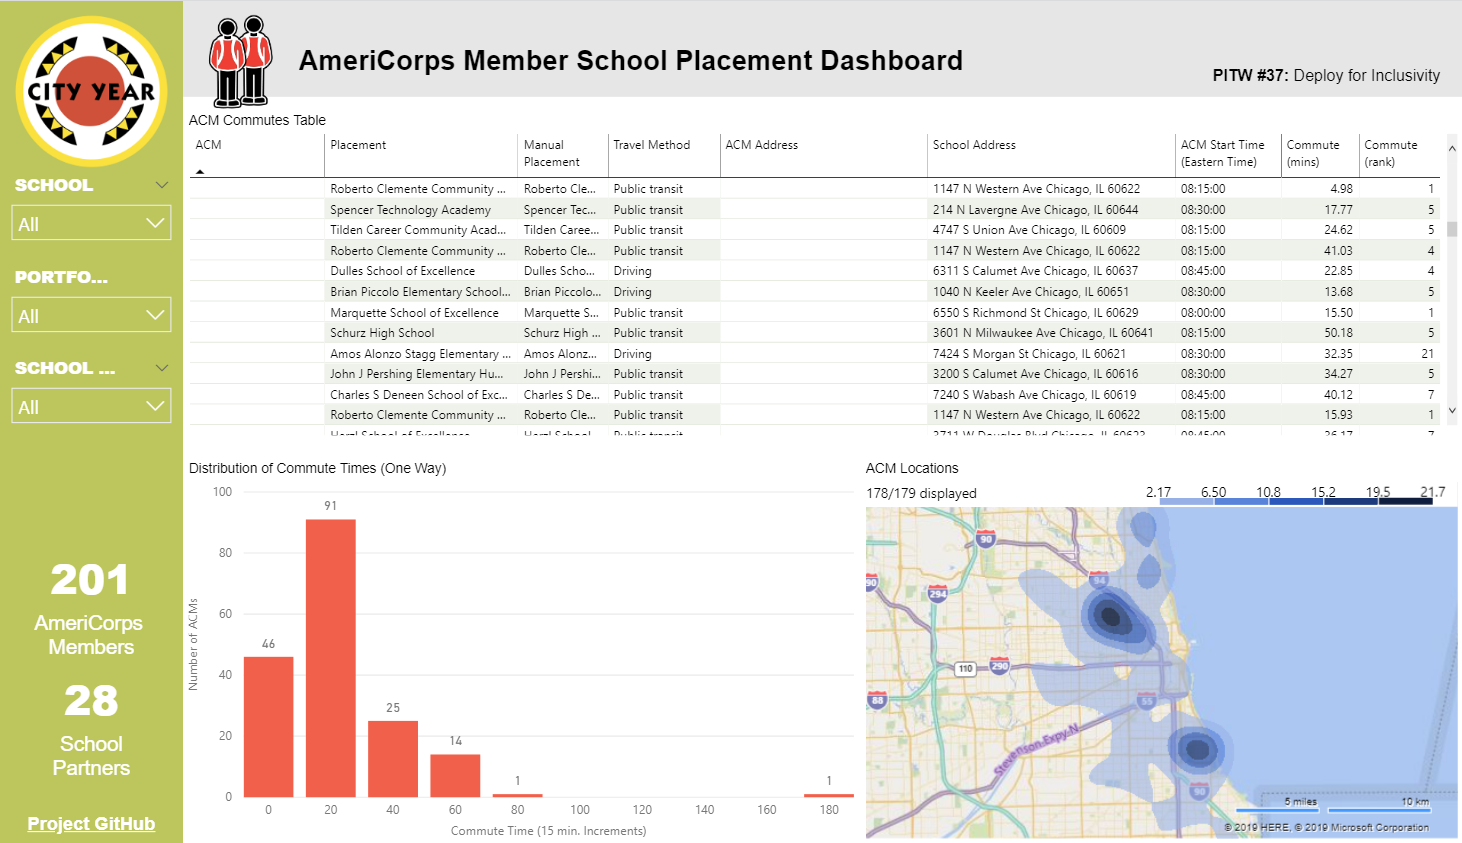 CITY YEAR
AmeriCorps Member School Placement Dashboard
PITW #37: Deploy for Inclusivity
SCHOOL
All
PORTFO...
All
SCHOOL ...
All
201
AmeriCorps
Members
28
School
Partners
Project GitHub
ACM Commutes Table
ACM Placement Manual Placement Travel Method ACM Address School Address ACM Start Time (Eastern Time) Commute (mins) Commute (rank)
Roberto Clemente Community ... Roberto Cle... Public transit 1147 N Western Ave Chicago, IL 60622 08:15:00 4.98 1
Spencer Technology Academy Spencer Tec... Public transit 214 N Lavergne Ave Chicago, IL 60644 08:30:00 17.77 5
Tilden Career Community Acad... Tilden Caree... Public transit 4747 S Union Ave Chicago, IL 60609 08:15:00 24.62 5
Roberto Clemente Community ... Roberto Cle... Public transit 1147 N Western Ave Chicago, IL 60622 08:15:00 41.03 4
Dulles School of Excellence Dulles Scho... Driving 6311 S Calumet Ave Chicago, IL 60637 08:45:00 22.85 4
Brian Piccolo Elementary School... Brian Piccolo... Driving 1040 N Keeler Ave Chicago, IL 60651 08:30:00 13.68 5
Marquette School of Excellence Marquette S... Public transit 6550 S Richmond St Chicago, IL 60629 08:00:00 15.50 1
Schurz High School Schurz High ... Public transit 3601 N Milwaukee Ave Chicago, IL 60641 08:15:00 50.18 5
Amos Alonzo Stagg Elementary ... Amos Alonz... Driving 7424 S Morgan St Chicago, IL 60621 08:30:00 32.35 21
John J Pershing Elementary Hu... John J Pershi... Public transit 3200 S Calumet Ave Chicago, IL 60616 08:30:00 34.27 5
Charles S Deneen School of Exc... Charles S De... Public transit 7240 S Wabash Ave Chicago, IL 60619 08:45:00 40.12 7
Roberto Clemente Community ... Roberto Cle... Public transit 1147 N Western Ave Chicago, IL 60622 08:15:00 15.93 1
Distribution of Commute Times (One Way)
Number of ACMs
100
80
60
40
20
0
46
91
25
14
1
1
0 20 40 60 80 100 120 140 160 180
Commute Time (15 min. Increments)
ACM Locations
178/179 displayed
2.17 6.50 10.8 15.2 19.5 21.7
90
94
90
294
110
290
88
55
Stevenson Expy N
90
5 miles 10 km
© 2019 HERE, © 2019 Microsoft Corporation